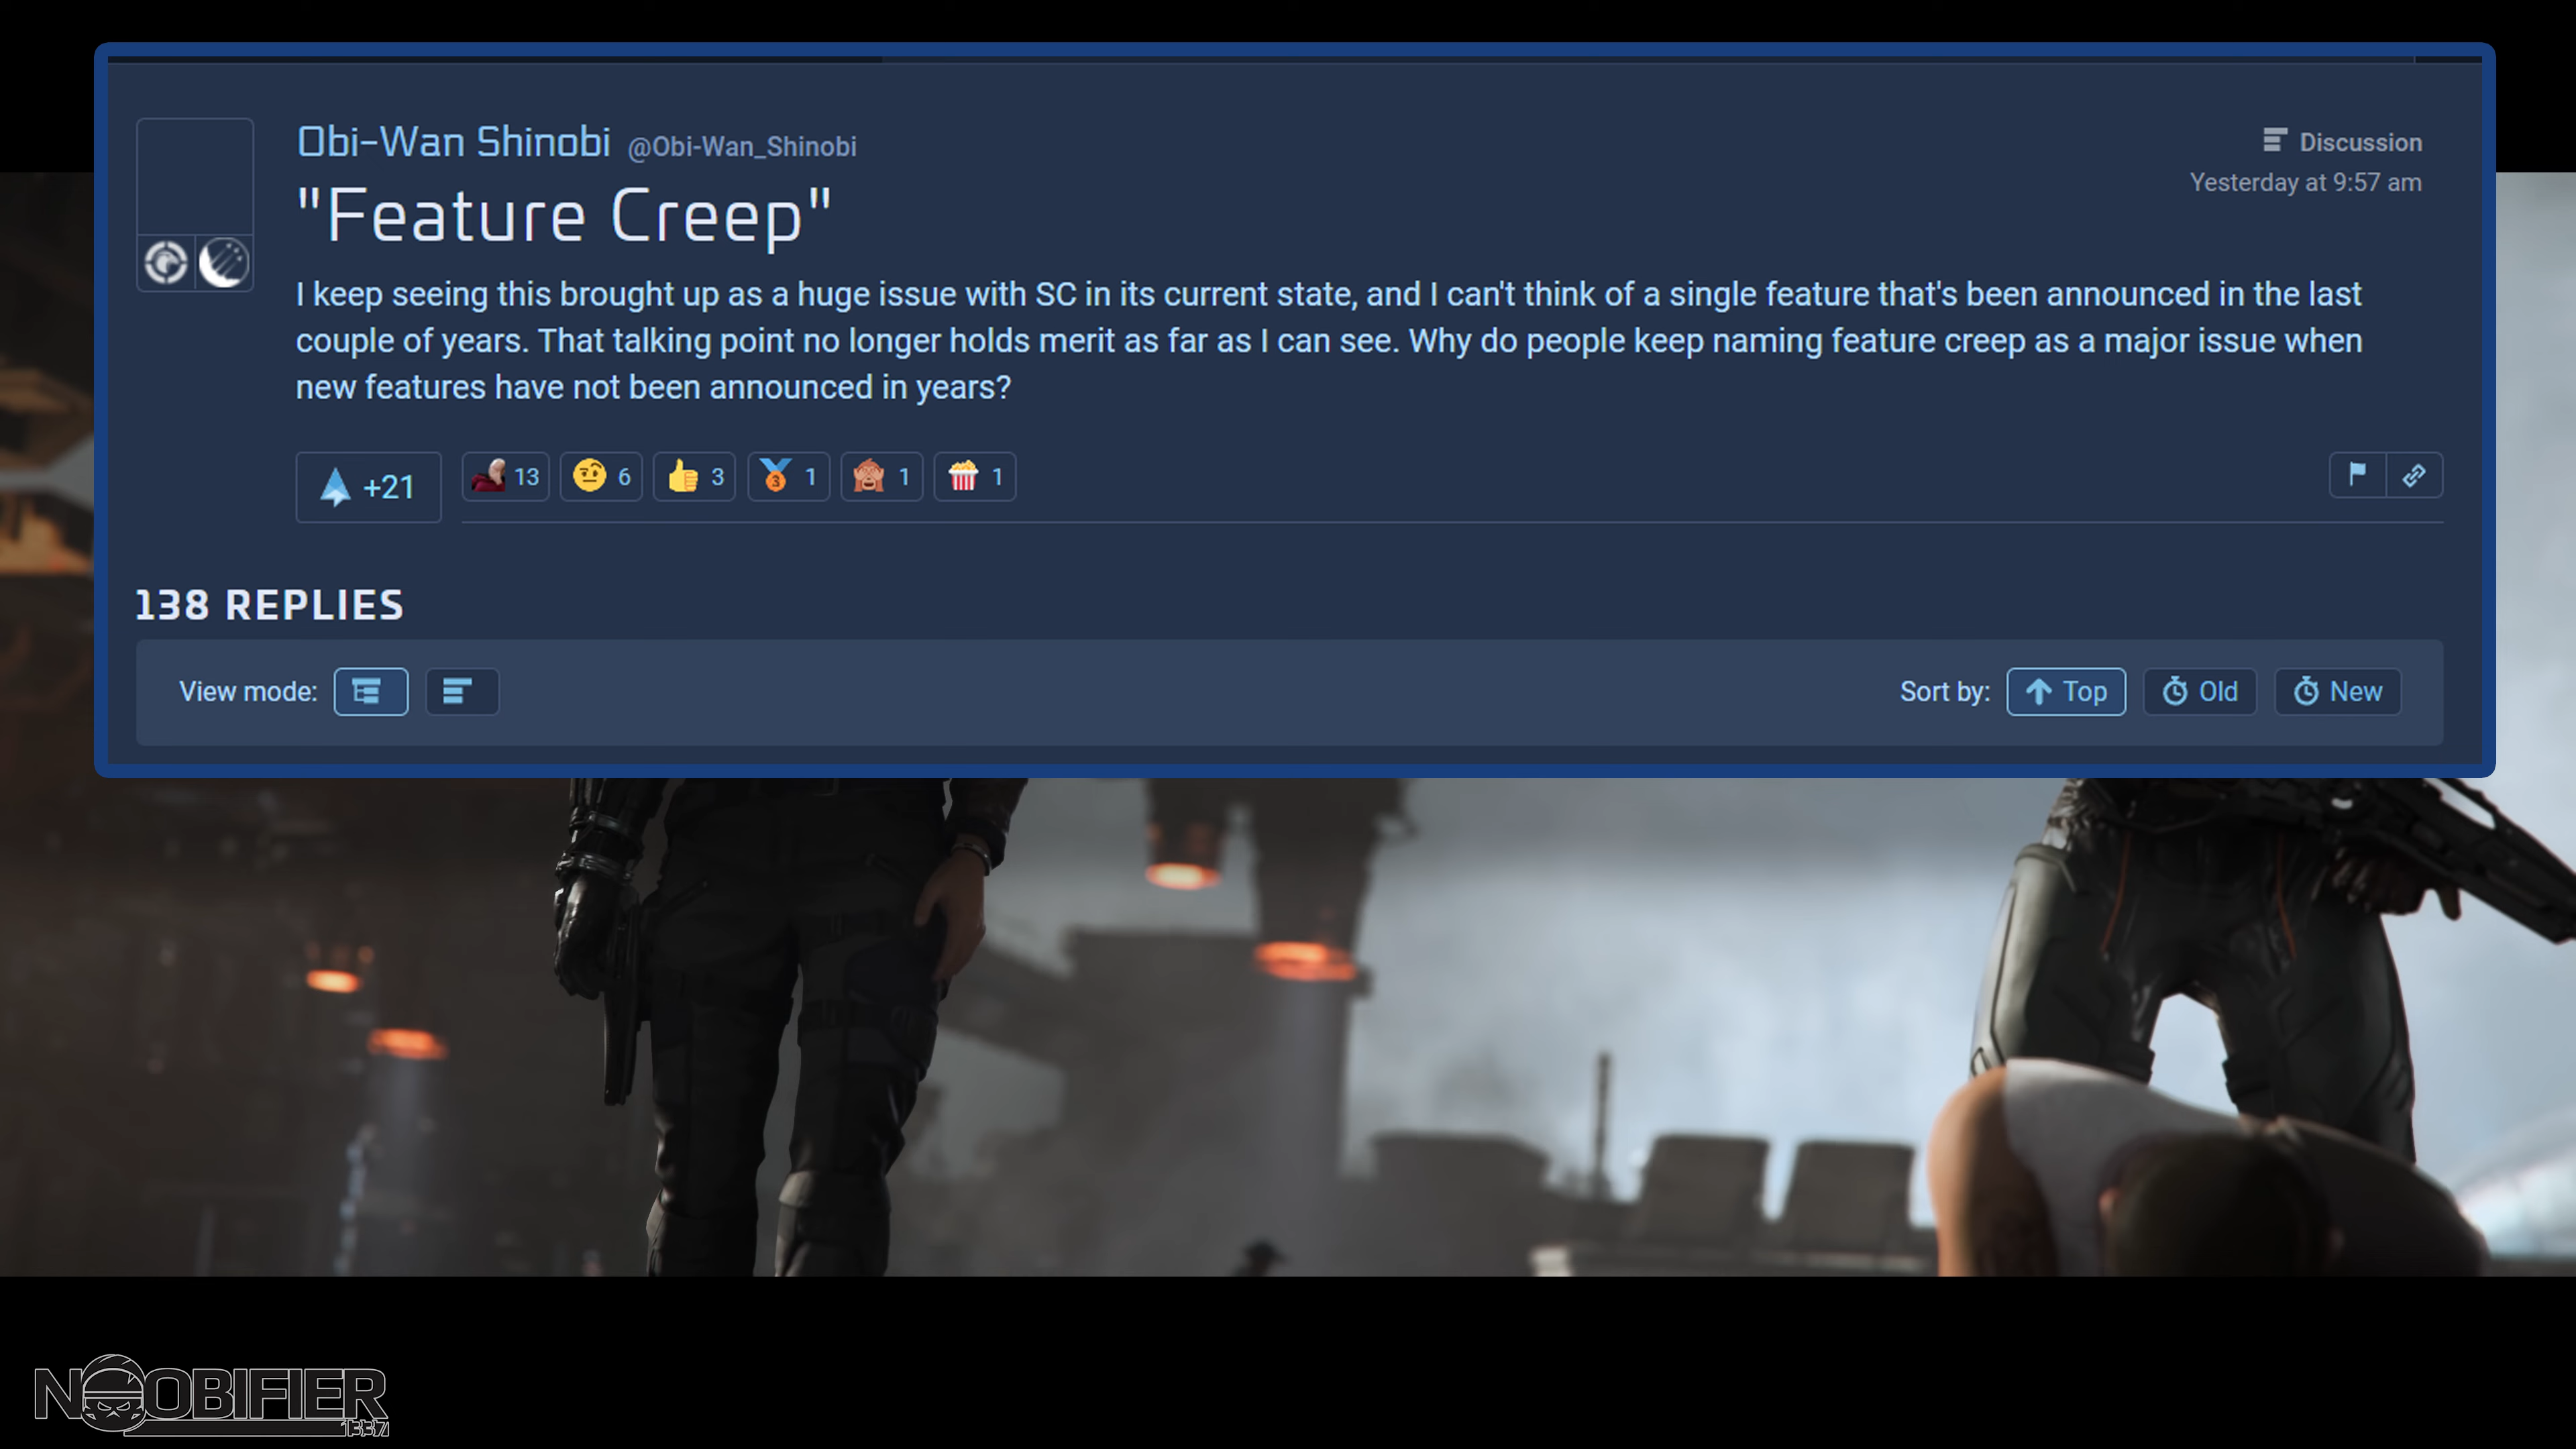 Obi-Wan Shinobi @Obi-Wan_Shinobi
Discussion
Yesterday at 9:57 am
"Feature Creep"
I keep seeing this brought up as a huge issue with SC in its current state, and I can't think of a single feature that's been announced in the last
couple of years. That talking point no longer holds merit as far as I can see. Why do people keep naming feature creep as a major issue when
new features have not been announced in years?
+21 13 6 3 1 1 1
138 REPLIES
View mode:
Sort by: Top Old New
NOOBIFIER
1337